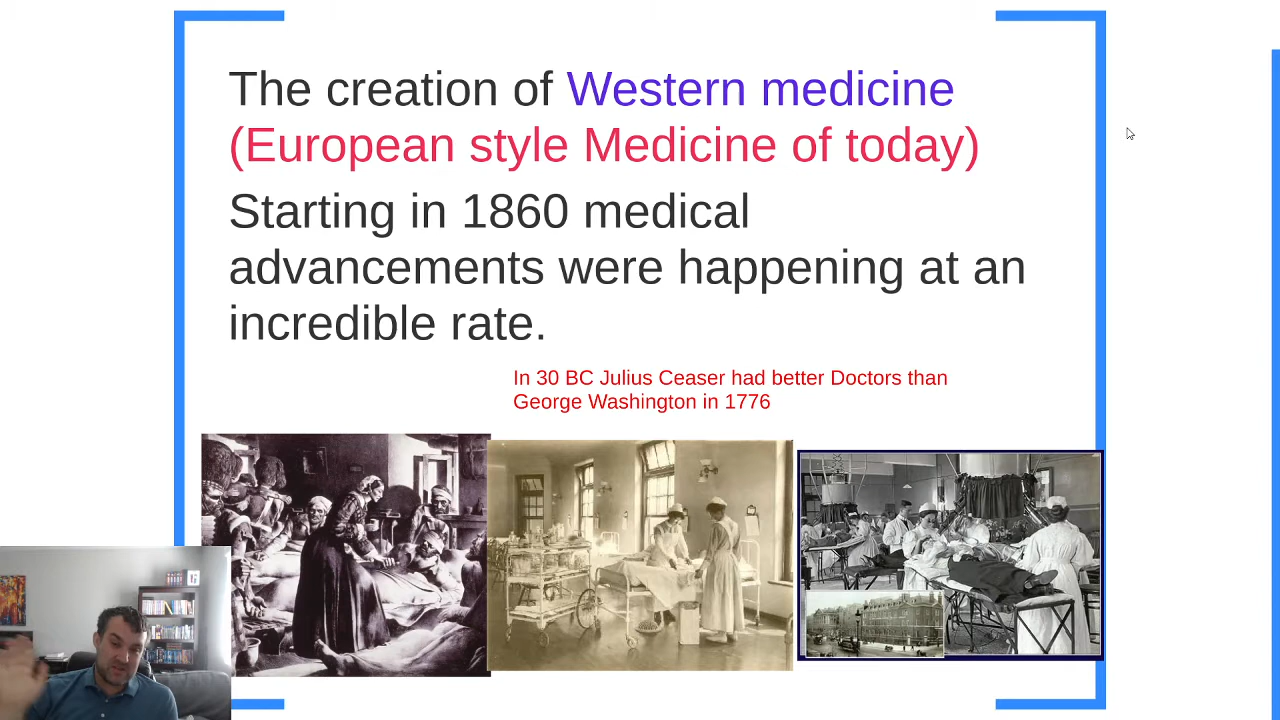 The creation of Western medicine
(European style Medicine of today)
Starting in 1860 medical
advancements were happening at an
incredible rate.
In 30 BC Julius Ceaser had better Doctors than
George Washington in 1776